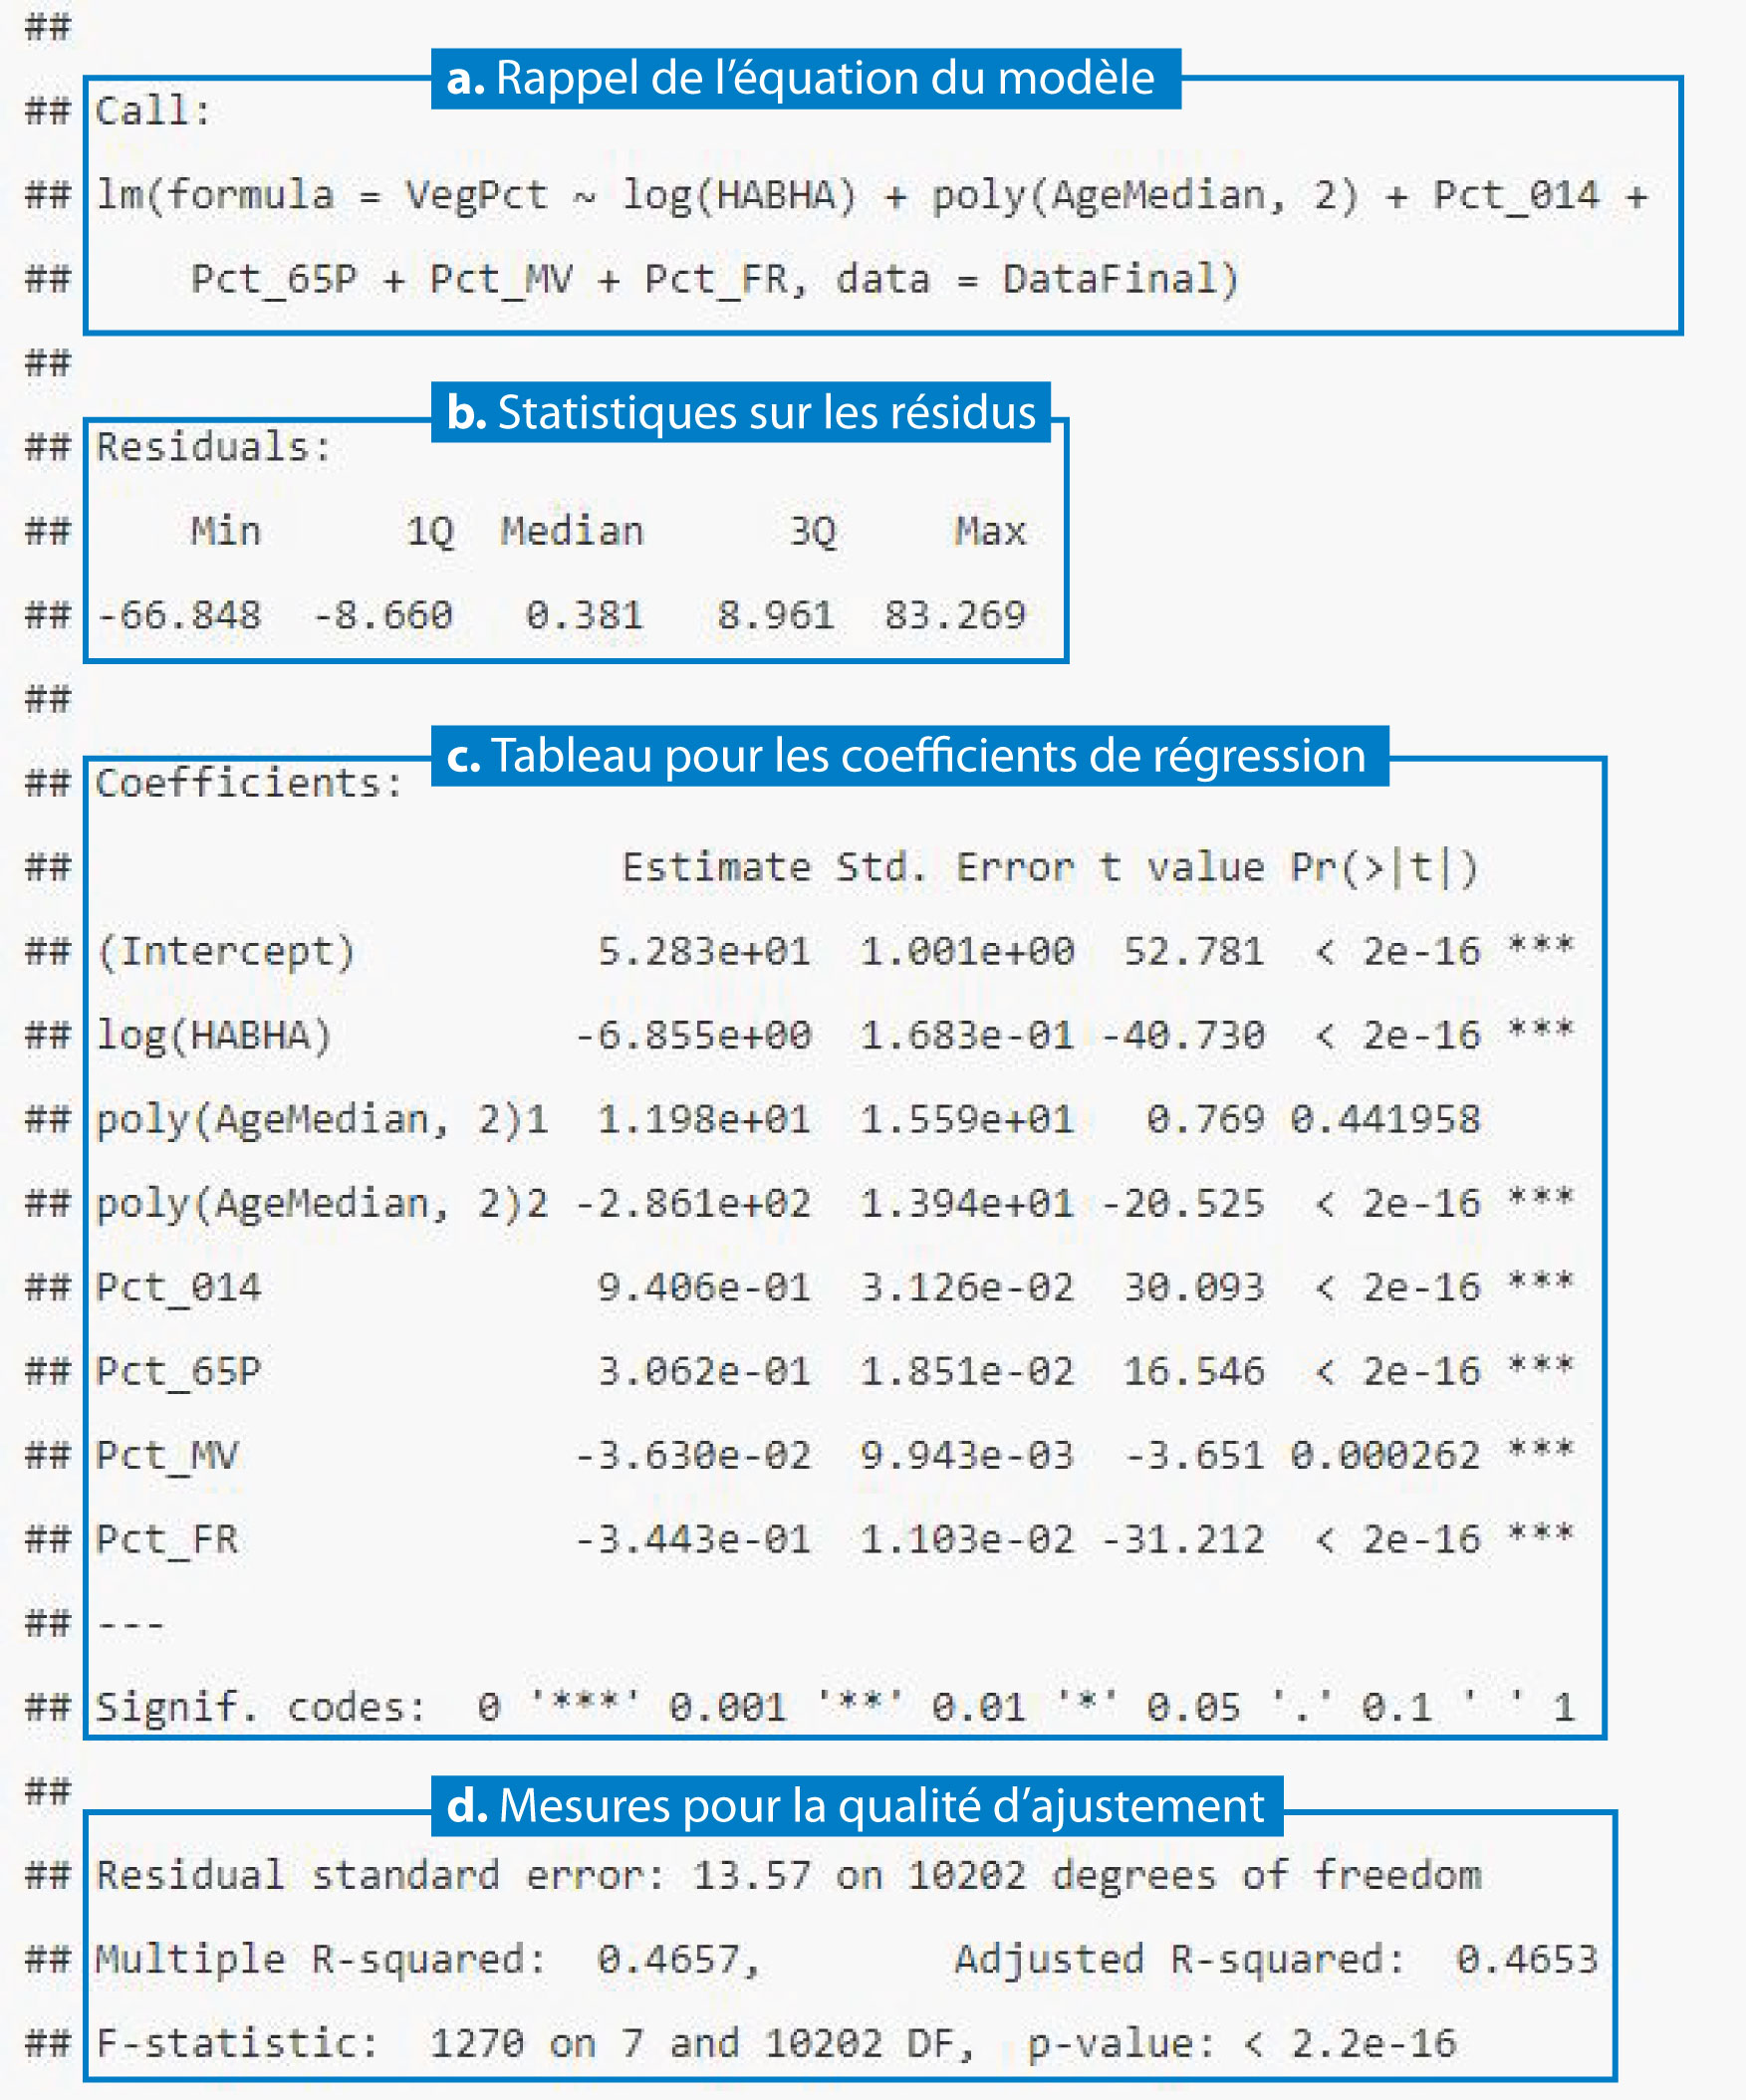 ##
a. Rappel de l'équation du modèle
## Call:
## lm(formula = VegPct ~ log(HABHA) + poly(AgeMedian, 2) + Pct_014 +
##     Pct_65P + Pct_MV + Pct_FR, data = DataFinal)
##
b. Statistiques sur les résidus
## Residuals:
##     Min      1Q  Median      3Q     Max
## -66.848  -8.660   0.381   8.961  83.269
##
c. Tableau pour les coefficients de régression
## Coefficients:
##                       Estimate Std. Error t value Pr(>|t|)
## (Intercept)          5.283e+01  1.001e+00  52.781  < 2e-16 ***
## log(HABHA)          -6.855e+00  1.683e-01 -40.730  < 2e-16 ***
## poly(AgeMedian, 2)1  1.198e+01  1.559e+01   0.769 0.441958
## poly(AgeMedian, 2)2 -2.861e+02  1.394e+01 -20.525  < 2e-16 ***
## Pct_014              9.406e-01  3.126e-02  30.093  < 2e-16 ***
## Pct_65P              3.062e-01  1.851e-02  16.546  < 2e-16 ***
## Pct_MV              -3.630e-02  9.943e-03  -3.651 0.000262 ***
## Pct_FR              -3.443e-01  1.103e-02 -31.212  < 2e-16 ***
## ---
## Signif. codes:  0 '***' 0.001 '**' 0.01 '*' 0.05 '.' 0.1 ' ' 1
##
d. Mesures pour la qualité d'ajustement
## Residual standard error: 13.57 on 10202 degrees of freedom
## Multiple R-squared:  0.4657,	Adjusted R-squared:  0.4653
## F-statistic:  1270 on 7 and 10202 DF,  p-value: < 2.2e-16